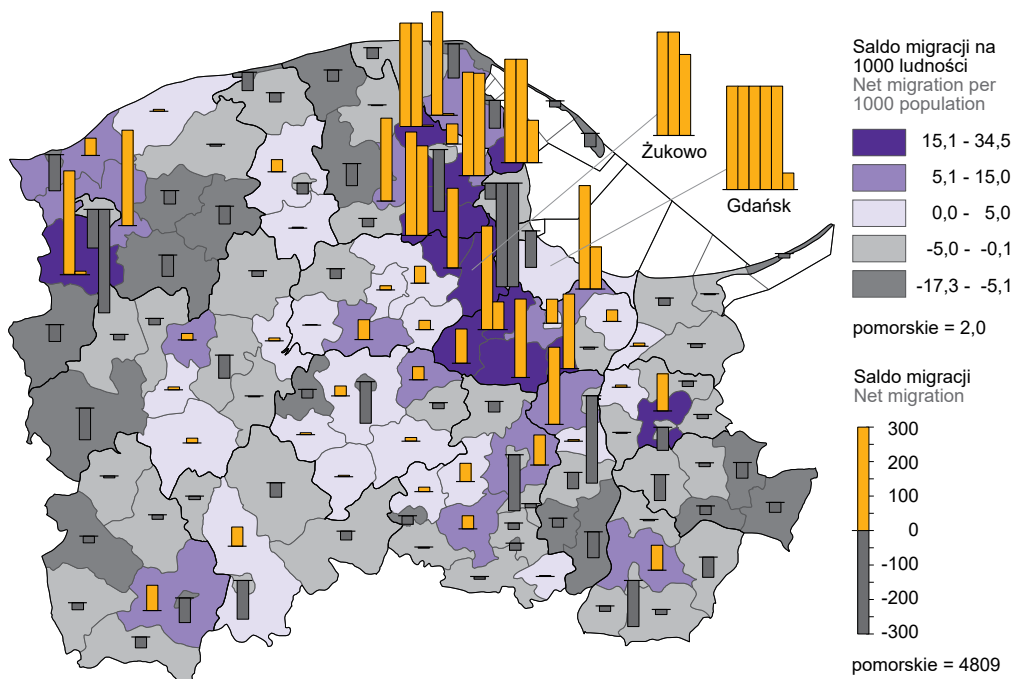 Żukowo
Gdańsk
Saldo migracji na
1000 ludności
Net migration per
1000 population
15,1 - 34,5
5,1 - 15,0
0,0 - 5,0
-5,0 - -0,1
-17,3 - -5,1
pomorskie = 2,0
Saldo migracji
Net migration
300
200
100
0
-100
-200
-300
pomorskie = 4809